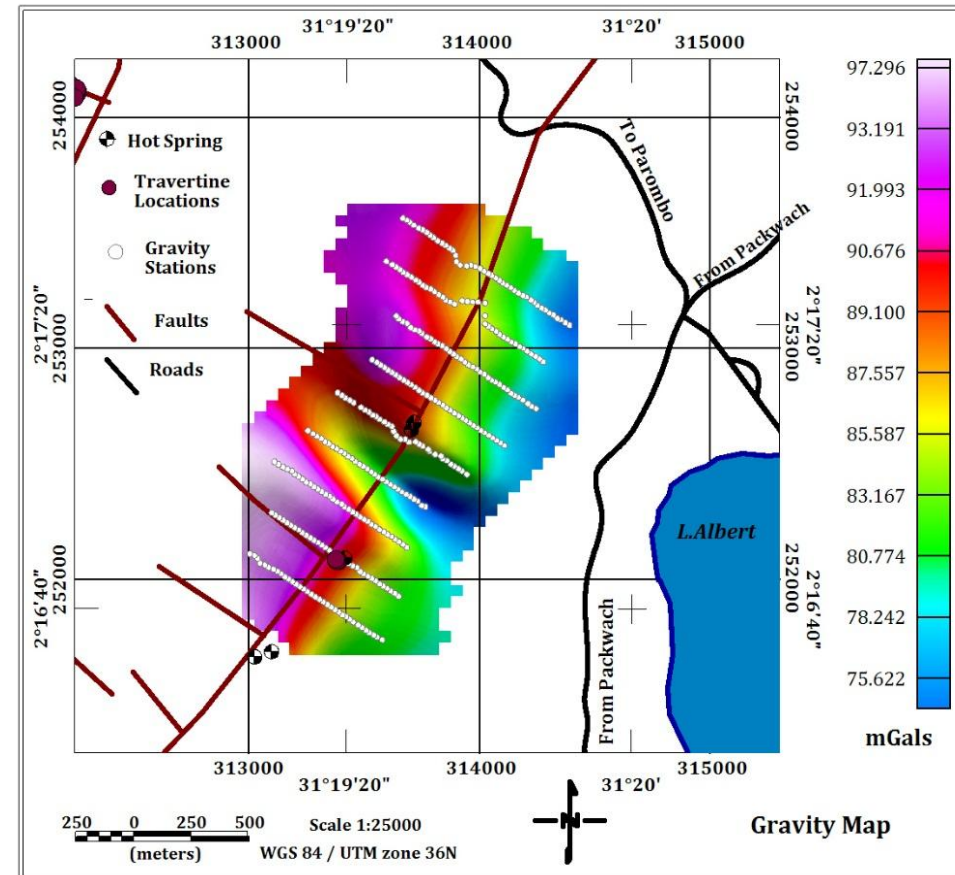 31°19'20"
31°20'
313000
314000
315000
97.296
93.191
91.993
90.676
89.100
87.557
85.587
83.167
80.774
78.242
75.622
mGals
254000
254000
Hot Spring
Travertine
Locations
Gravity
Stations
Faults
Roads
To Parombo
From Packwach
2°17'20"
253000
253000
2°17'20"
L.Albert
252000
252000
2°16'40"
2°16'40"
From Packwach
313000
314000
315000
31°19'20"
31°20'
250 0 250 500
(meters)
Scale 1:25000
WGS 84 / UTM zone 36N
N
Gravity Map